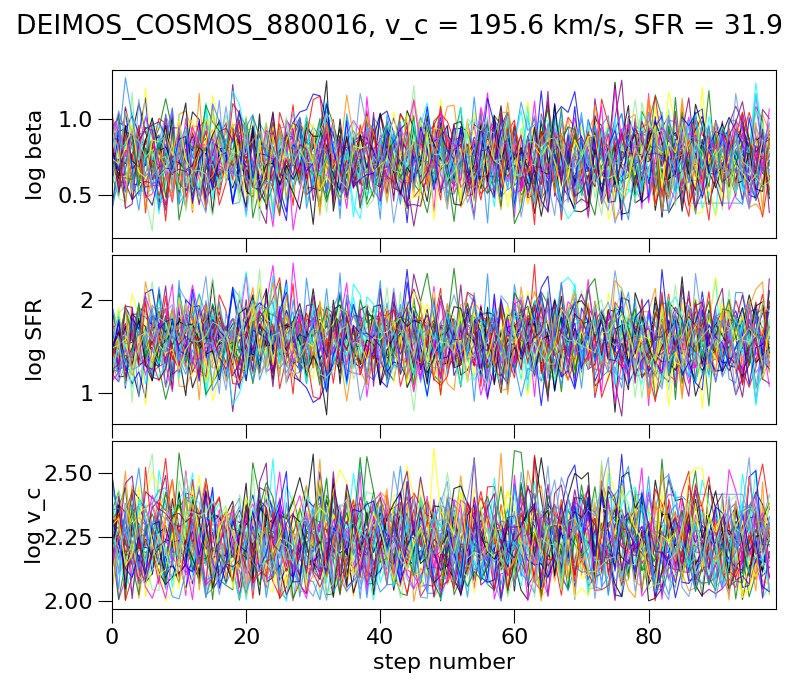 DEIMOS_COSMOS_880016, v_c = 195.6 km/s, SFR = 31.9
1.0
0.5
log beta
2
1
log SFR
2.50
2.25
2.00
log v_c
0 20 40 60 80
step number